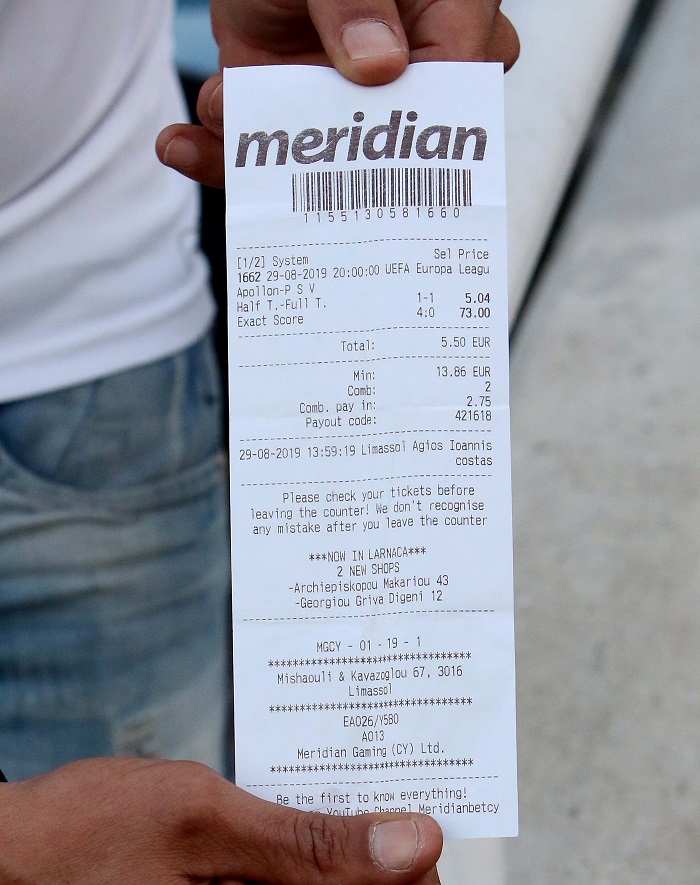 meridian
1155130581660
[1/2] System Sel Price
1662 29-08-2019 20:00:00 UEFA Europa Leagu
Apollon-P S V
Half T.-Full T. 1-1 5.04
Exact Score 4:0 73.00
Total: 5.50 EUR
Min: 13.86 EUR
Comb: 2
Comb. pay in: 2.75
Payout code: 421618
29-08-2019 13:59:19 Limassol Agios Ioannis
costas
Please check your tickets before
leaving the counter! We don't recognise
any mistake after you leave the counter
***NOW IN LARNACA***
2 NEW SHOPS
-Archiepiskopou Makariou 43
-Georgiou Griva Digeni 12
MGCY - 01 - 19 - 1
*****************************
Mishaouli & Kavazoglou 67, 3016
Limassol
*****************************
EA026/Y580
A013
Meridian Gaming (CY) Ltd.
*****************************
Be the first to know everything!
YouTube Channel Meridianbetcy